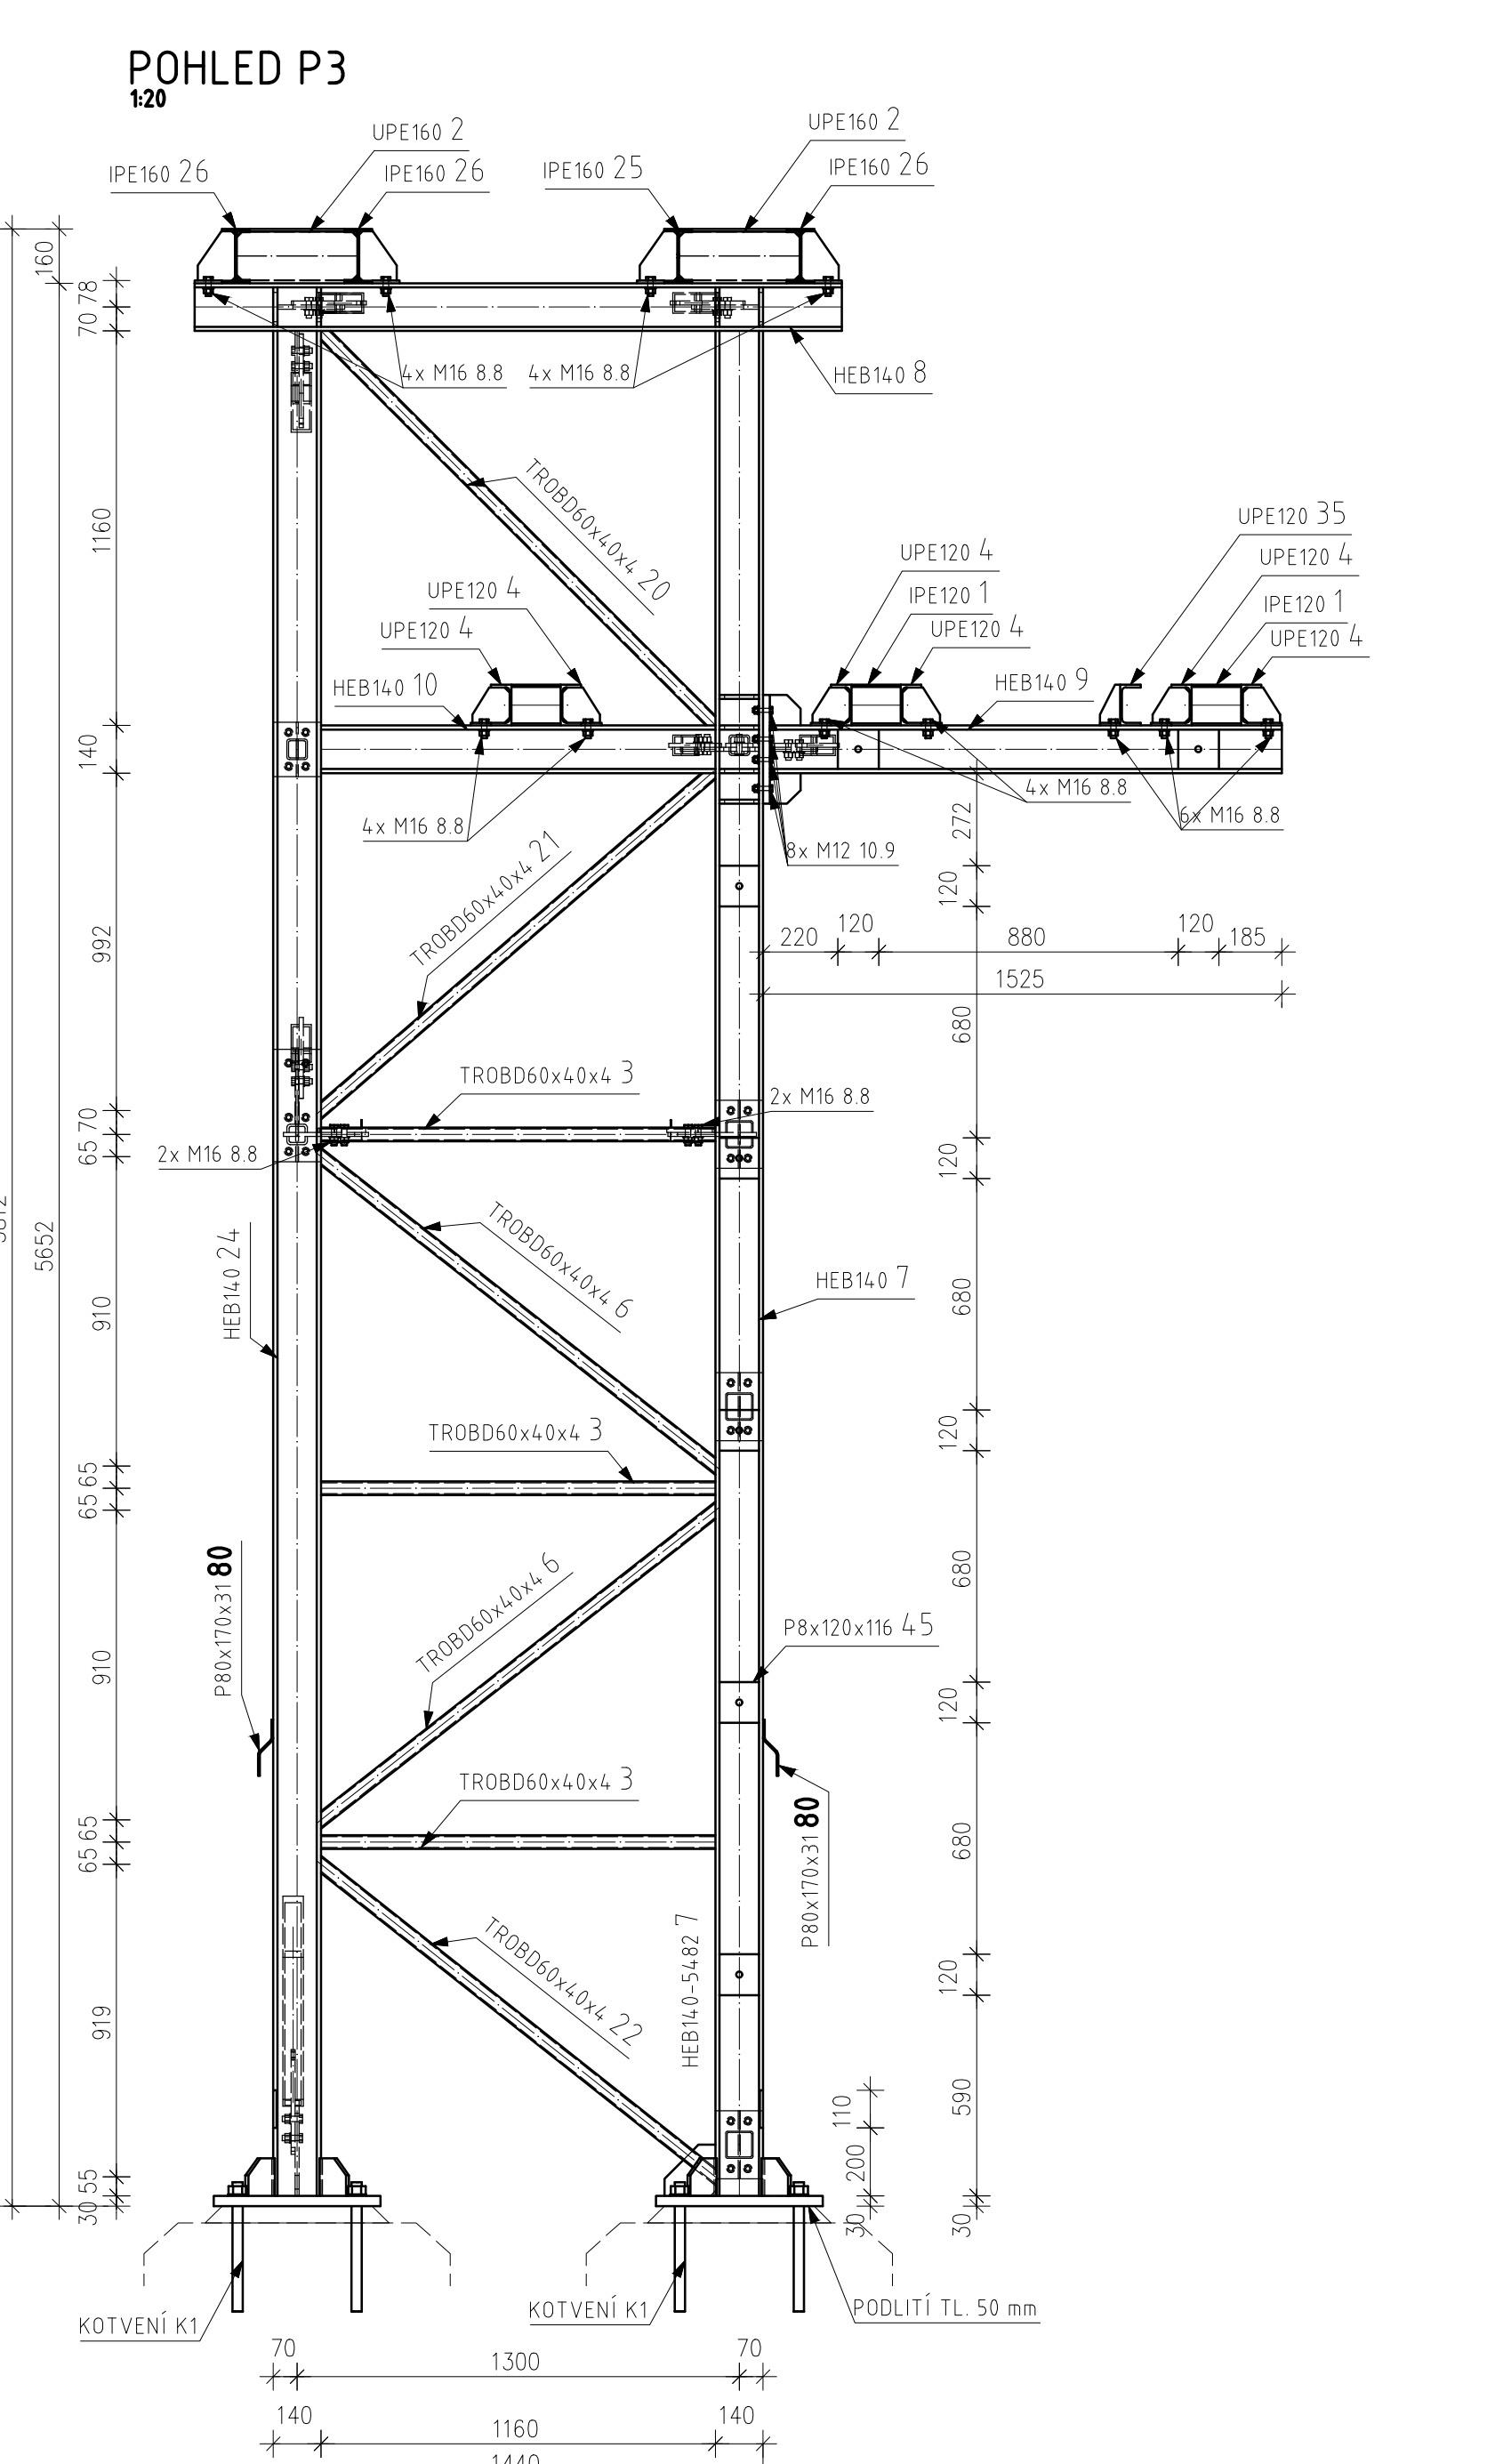 POHLED P3
1:20
UPE160 2
UPE160 2
IPE160 26
IPE160 26
IPE160 25
IPE160 26
160
78
70
4x M16 8.8
4x M16 8.8
HEB140 8
TROBD60x40x4 20
1160
UPE120 35
UPE120 4
UPE120 4
UPE120 4
IPE120 1
IPE120 1
UPE120 4
UPE120 4
UPE120 4
HEB140 10
HEB140 9
140
4x M16 8.8
4x M16 8.8
6x M16 8.8
8x M12 10.9
272
TROBD60x40x4 21
120
992
220
120
880
120
185
1525
680
TROBD60x40x4 3
2x M16 8.8
70
65
2x M16 8.8
120
5652
TROBD60x40x4 6
HEB140 24
HEB140 7
910
680
TROBD60x40x4 3
120
65
65
P80x170x31 80
TROBD60x40x4 6
680
P8x120x116 45
910
120
TROBD60x40x4 3
65
65
P80x170x31 80
680
TROBD60x40x4 22
HEB140-5482 7
120
919
590
110
200
55
30
30
30
KOTVENÍ K1
KOTVENÍ K1
PODLITÍ TL. 50 mm
70
1300
70
140
1160
140
1440